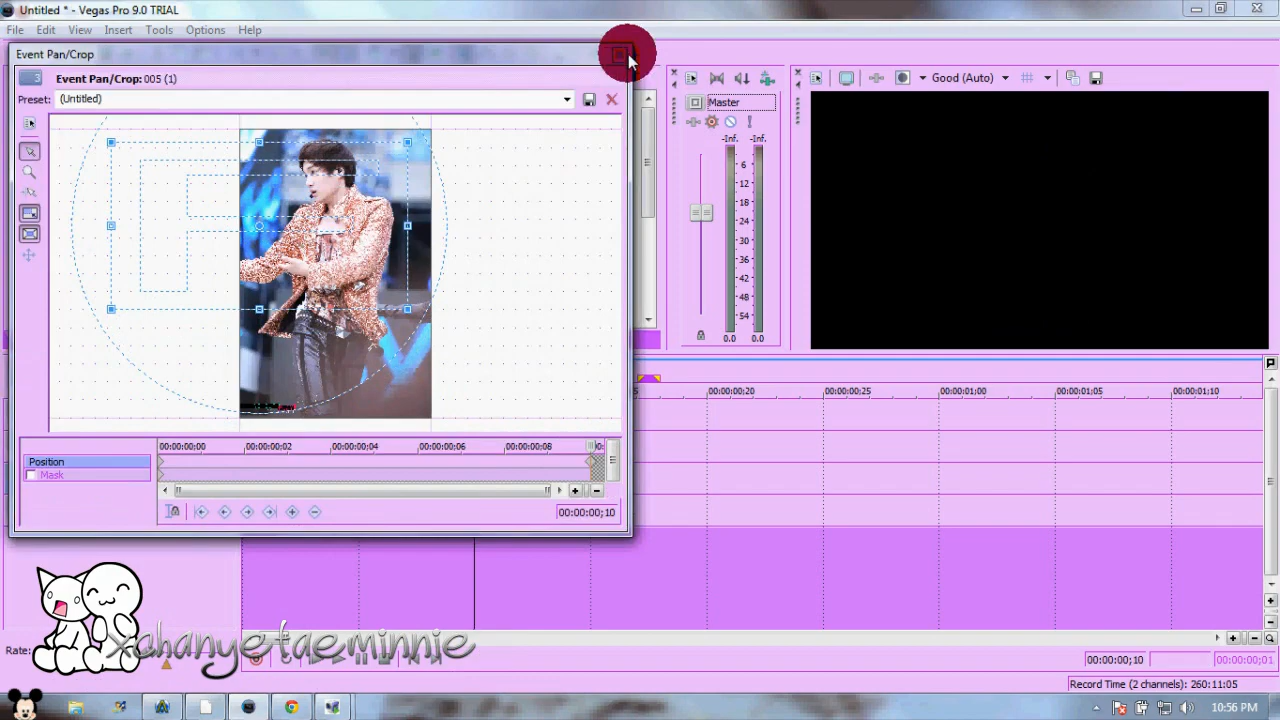 Untitled * - Vegas Pro 9.0 TRIAL
File Edit View Insert Tools Options Help
Event Pan/Crop
Event Pan/Crop: 005 (1)
Preset: (Untitled)
Good (Auto)
Master
-Inf. -Inf.
6
12
18
24
30
36
42
48
54
0.0 0.0
00:00:00;20 00:00:00;25 00:00:01;00 00:00:01;05 00:00:01;10
00:00:00;00 00:00:00;02 00:00:00;04 00:00:00;06 00:00:00;08 00:
Position
Mask
00:00:00;10
xchanyetaeminnie
Rate:
00:00:00;10 00:00:00;01
Record Time (2 channels): 260:11:05
10:56 PM